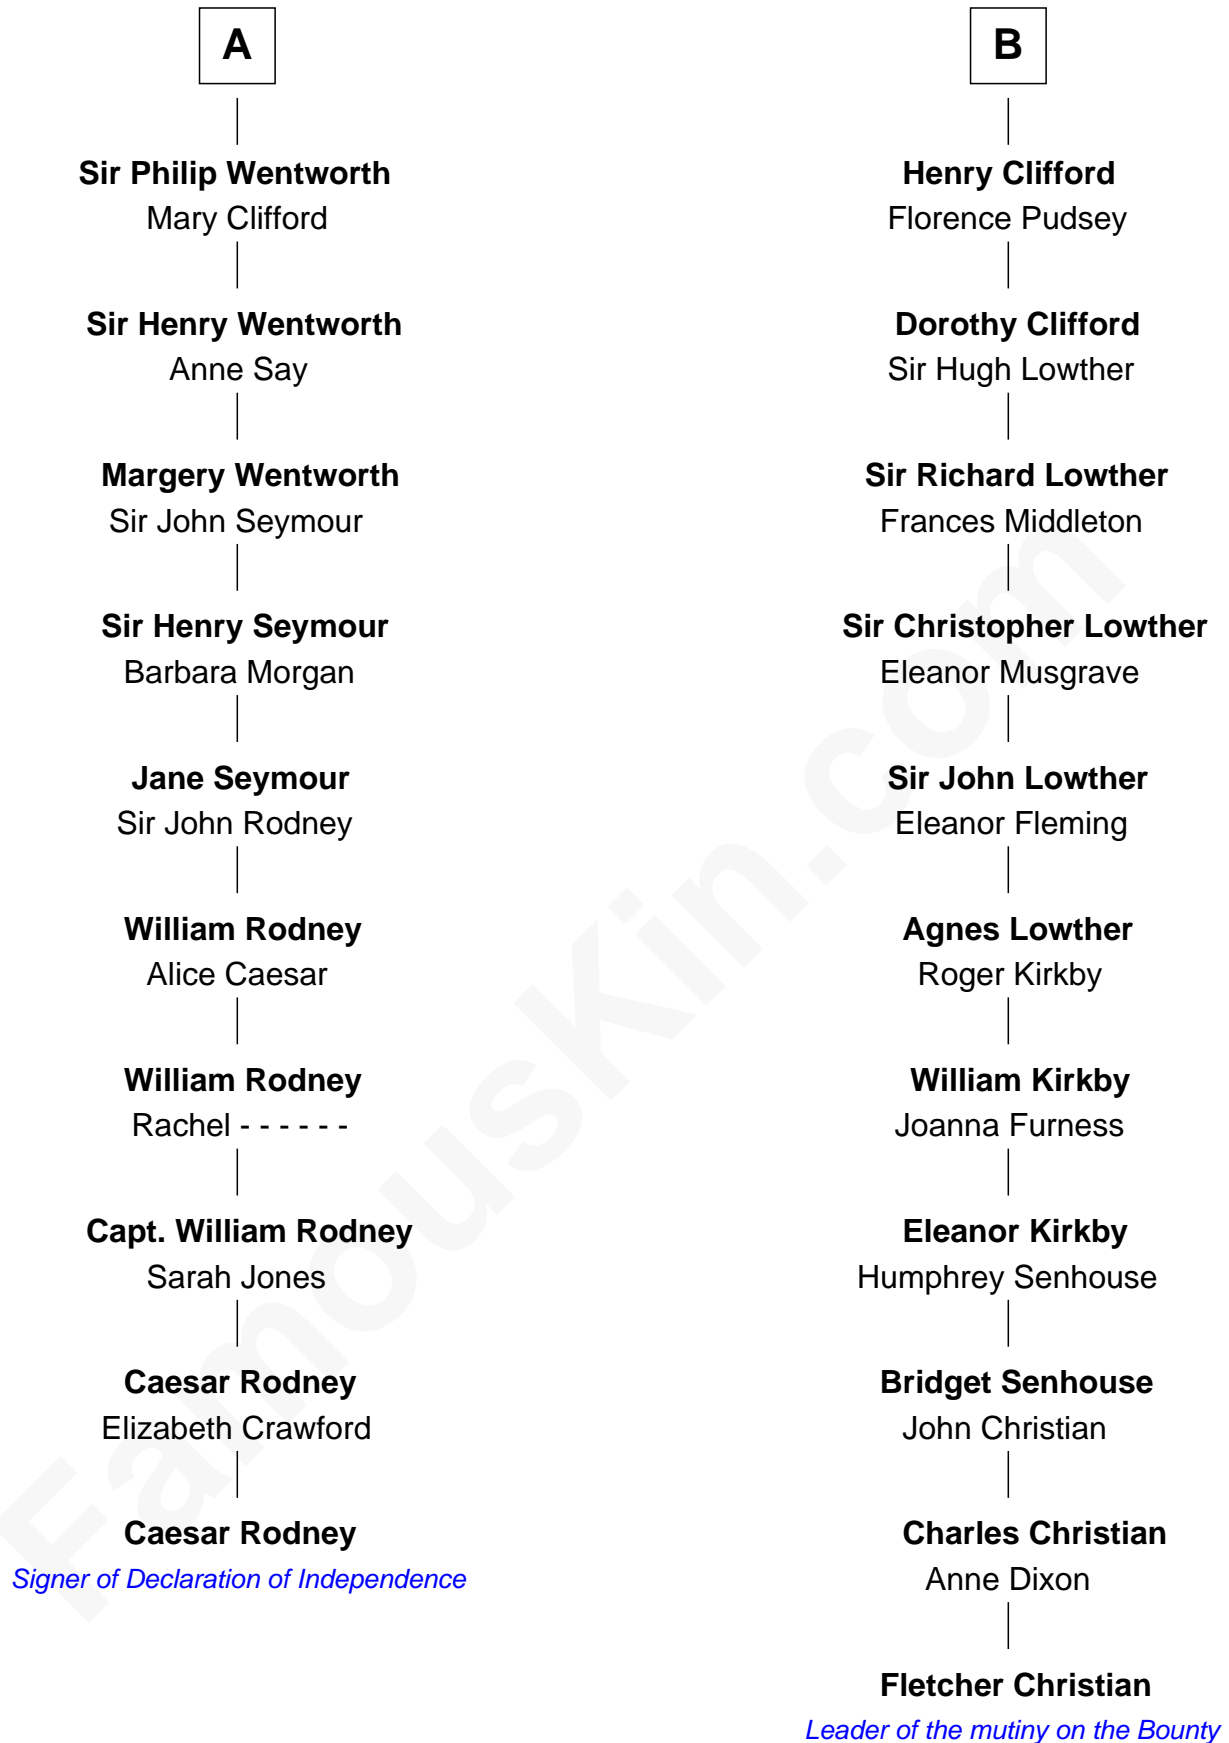 A
Sir Philip Wentworth
Mary Clifford
Sir Henry Wentworth
Anne Say
Margery Wentworth
Sir John Seymour
Sir Henry Seymour
Barbara Morgan
Jane Seymour
Sir John Rodney
William Rodney
Alice Caesar
William Rodney
Rachel - - - - - -
Capt. William Rodney
Sarah Jones
Caesar Rodney
Elizabeth Crawford
Caesar Rodney
Signer of Declaration of Independence
B
Henry Clifford
Florence Pudsey
Dorothy Clifford
Sir Hugh Lowther
Sir Richard Lowther
Frances Middleton
Sir Christopher Lowther
Eleanor Musgrave
Sir John Lowther
Eleanor Fleming
Agnes Lowther
Roger Kirkby
William Kirkby
Joanna Furness
Eleanor Kirkby
Humphrey Senhouse
Bridget Senhouse
John Christian
Charles Christian
Anne Dixon
Fletcher Christian
Leader of the mutiny on the Bounty
FamousKin.com